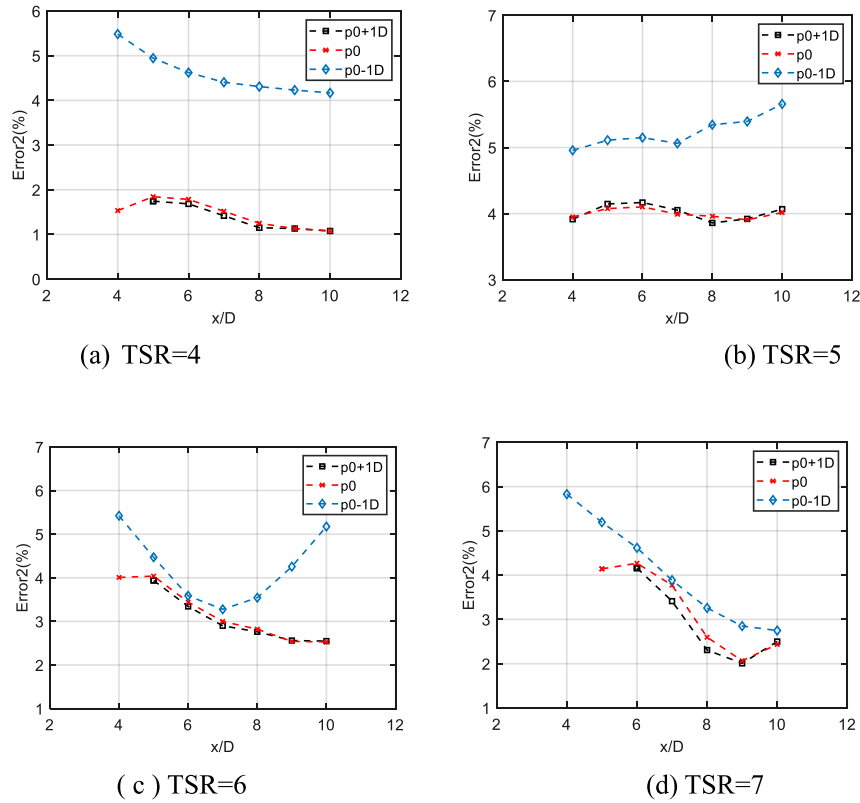 6
5
4
3
2
1
0
Error2(%)
2 4 6 8 10 12
x/D
p0+1D
p0
p0-1D
(a) TSR=4
7
6
5
4
3
Error2(%)
2 4 6 8 10 12
x/D
p0+1D
p0
p0-1D
(b) TSR=5
7
6
5
4
3
2
1
Error2(%)
2 4 6 8 10 12
x/D
p0+1D
p0
p0-1D
( c ) TSR=6
7
6
5
4
3
2
1
Error2(%)
2 4 6 8 10 12
x/D
p0+1D
p0
p0-1D
(d) TSR=7